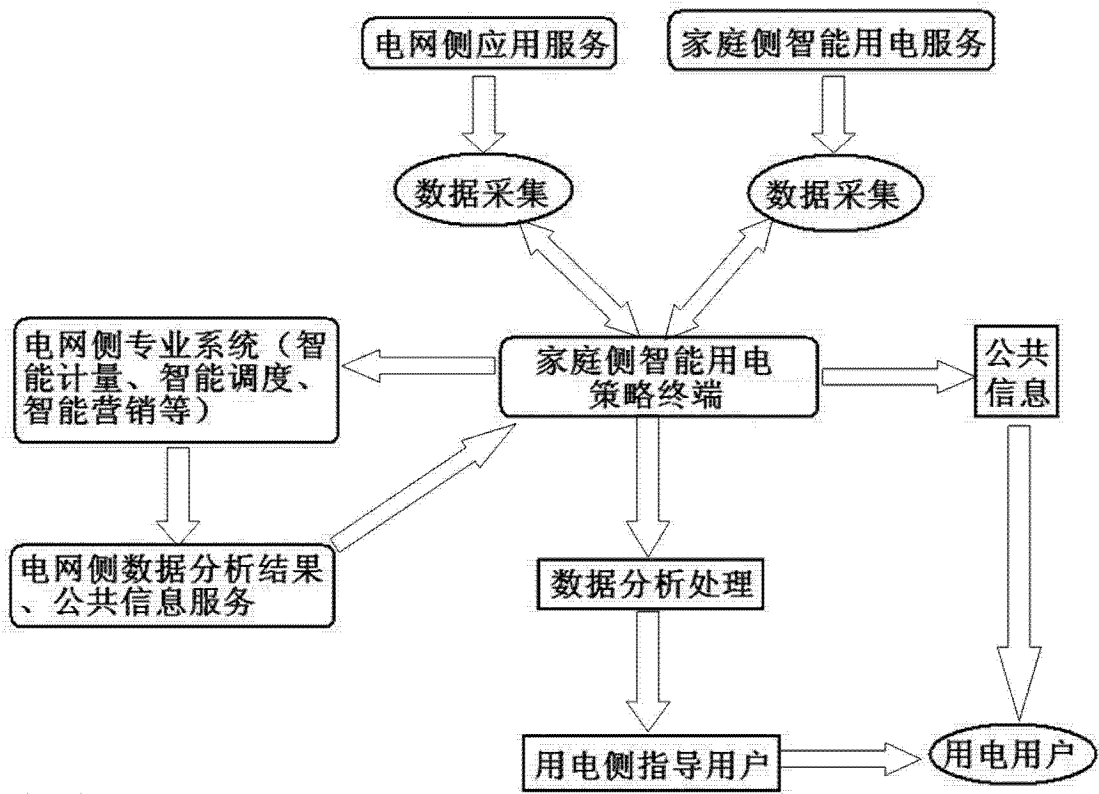 电网侧应用服务
家庭侧智能用电服务
数据采集
数据采集
电网侧专业系统（智
能计量、智能调度、
智能营销等）
家庭侧智能用电
策略终端
公共
信息
电网侧数据分析结果
、公共信息服务
数据分析处理
用电侧指导用户
用电用户